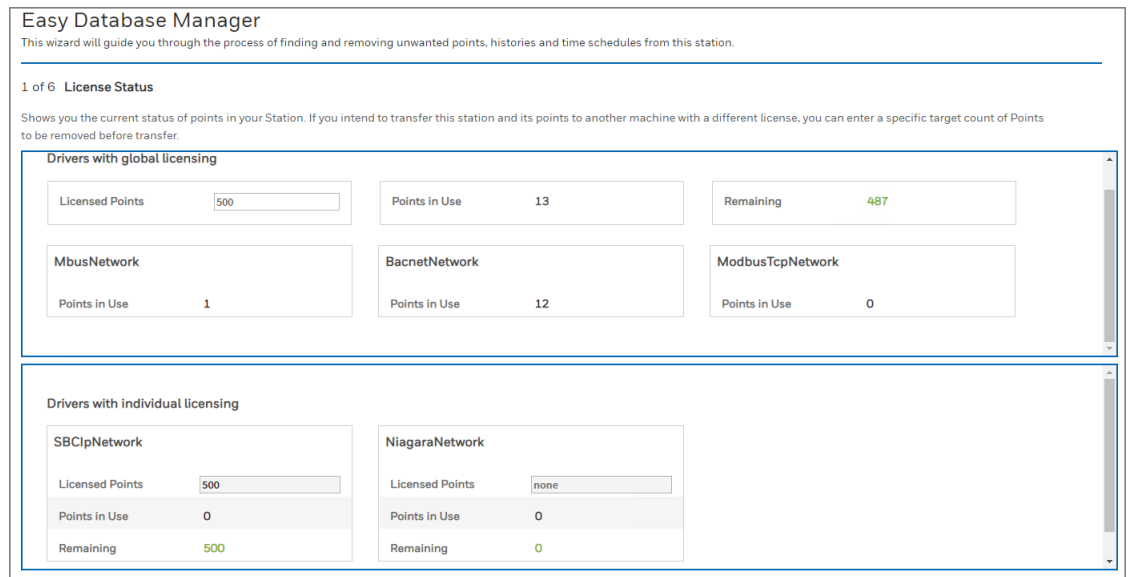 Easy Database Manager
This wizard will guide you through the process of finding and removing unwanted points, histories and time schedules from this station.
1 of 6 License Status
Shows you the current status of points in your Station. If you intend to transfer this station and its points to another machine with a different license, you can enter a specific target count of Points
to be removed before transfer.
Drivers with global licensing
Licensed Points 500 Points in Use 13 Remaining 487
MbusNetwork BacnetNetwork ModbusTcpNetwork
Points in Use 1 Points in Use 12 Points in Use 0
Drivers with individual licensing
SBCIpNetwork NiagaraNetwork
Licensed Points 500 Licensed Points none
Points in Use 0 Points in Use 0
Remaining 500 Remaining 0